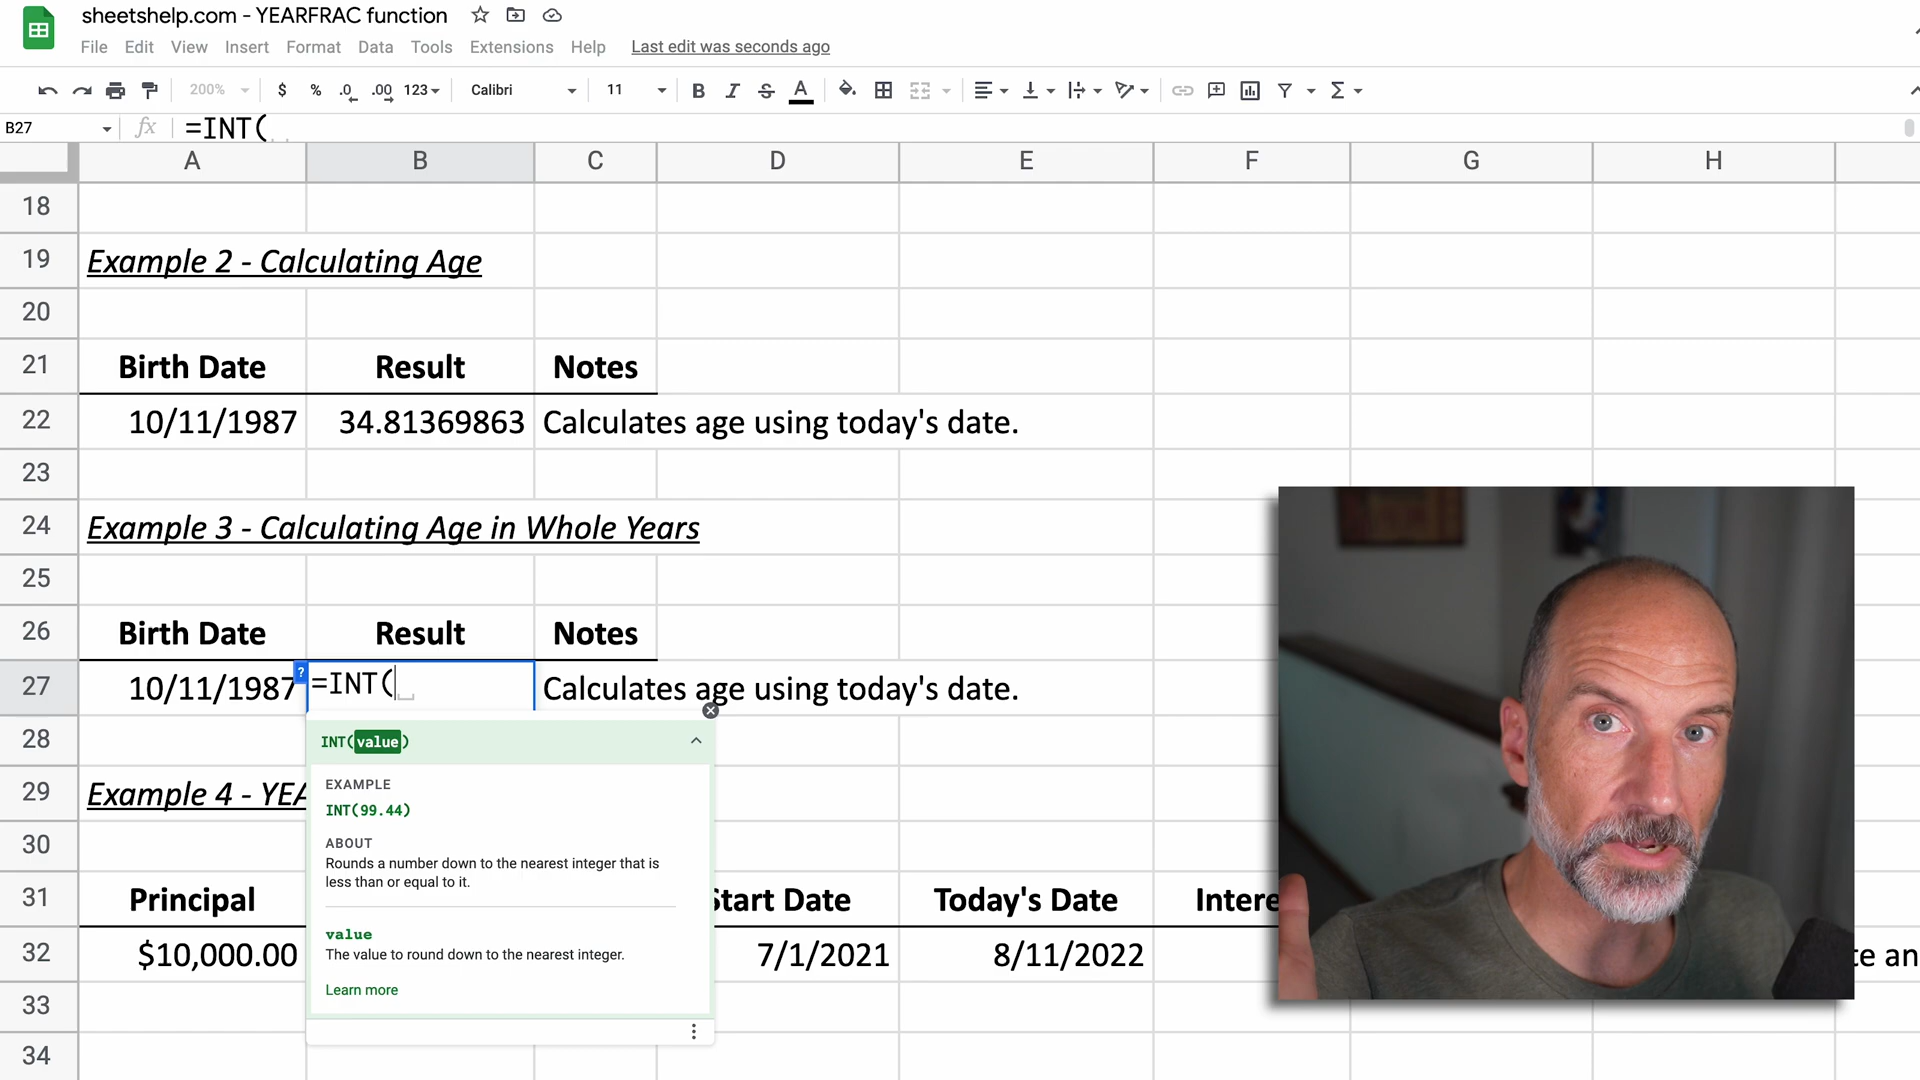 sheetshelp.com - YEARFRAC function
File Edit View Insert Format Data Tools Extensions Help Last edit was seconds ago
200% $ % .0 .00 123 Calibri 11 B I S A
B27 fx =INT(
A B C D E F G H
18
19 Example 2 - Calculating Age
20
21 Birth Date Result Notes
22 10/11/1987 34.81369863 Calculates age using today's date.
23
24 Example 3 - Calculating Age in Whole Years
25
26 Birth Date Result Notes
27 10/11/1987 ? =INT( Calculates age using today's date.
28
INT(value)
29 Example 4 - YEA
EXAMPLE
INT(99.44)
30
ABOUT
Rounds a number down to the nearest integer that is
less than or equal to it.
31 Principal Start Date Today's Date Intere
value
The value to round down to the nearest integer.
32 $10,000.00 7/1/2021 8/11/2022 te an
Learn more
33
34